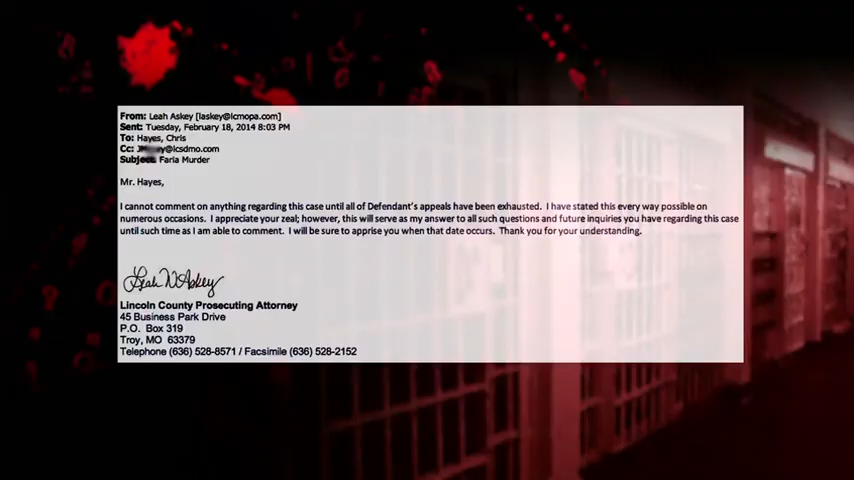 From: Leah Askey [laskey@lcmopa.com]
Sent: Tuesday, February 18, 2014 8:03 PM
To: Hayes, Chris
Cc: @lcsdmo.com
Subject: Faria Murder
Mr. Hayes,
I cannot comment on anything regarding this case until all of Defendant's appeals have been exhausted. I have stated this every way possible on
numerous occasions. I appreciate your zeal; however, this will serve as my answer to all such questions and future inquiries you have regarding this case
until such time as I am able to comment. I will be sure to apprise you when that date occurs. Thank you for your understanding.
Leah W Askey
Lincoln County Prosecuting Attorney
45 Business Park Drive
P.O. Box 319
Troy, MO 63379
Telephone (636) 528-8571 / Facsimile (636) 528-2152